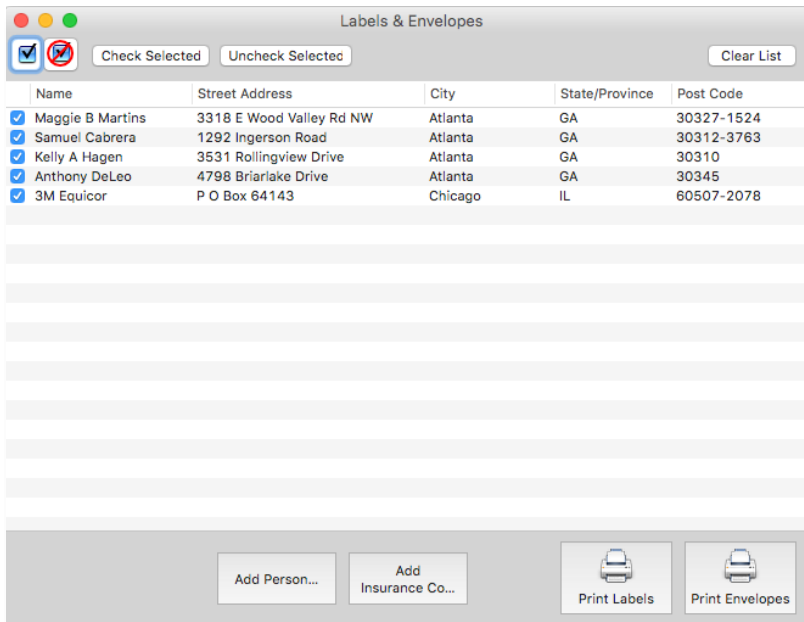 Labels & Envelopes
Check Selected Uncheck Selected Clear List
Name Street Address City State/Province Post Code
Maggie B Martins 3318 E Wood Valley Rd NW Atlanta GA 30327-1524
Samuel Cabrera 1292 Ingerson Road Atlanta GA 30312-3763
Kelly A Hagen 3531 Rollingview Drive Atlanta GA 30310
Anthony DeLeo 4798 Briarlake Drive Atlanta GA 30345
3M Equicor P O Box 64143 Chicago IL 60507-2078
Add Person...
Add
Insurance Co...
Print Labels
Print Envelopes